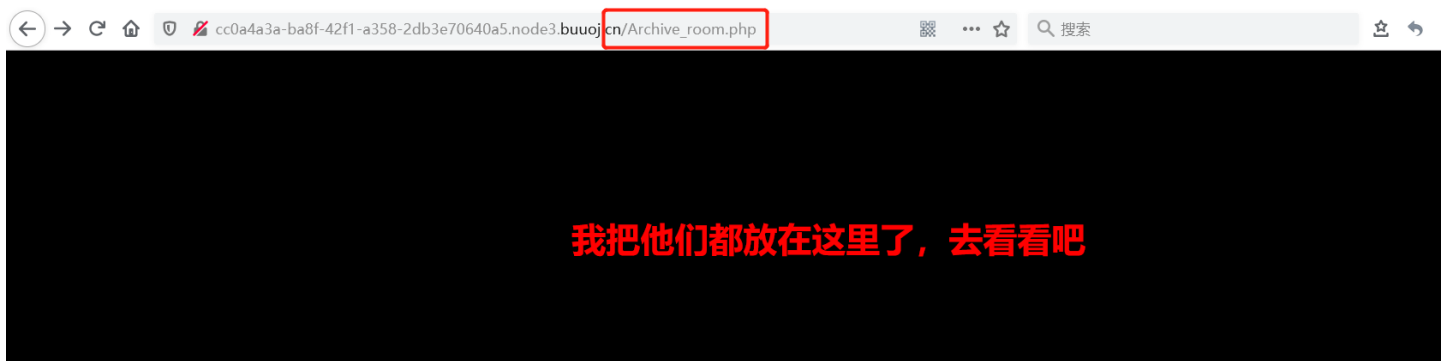 cc0a4a3a-ba8f-42f1-a358-2db3e70640a5.node3.buuoj.cn/Archive_room.php
搜索
我把他们都放在这里了，去看看吧